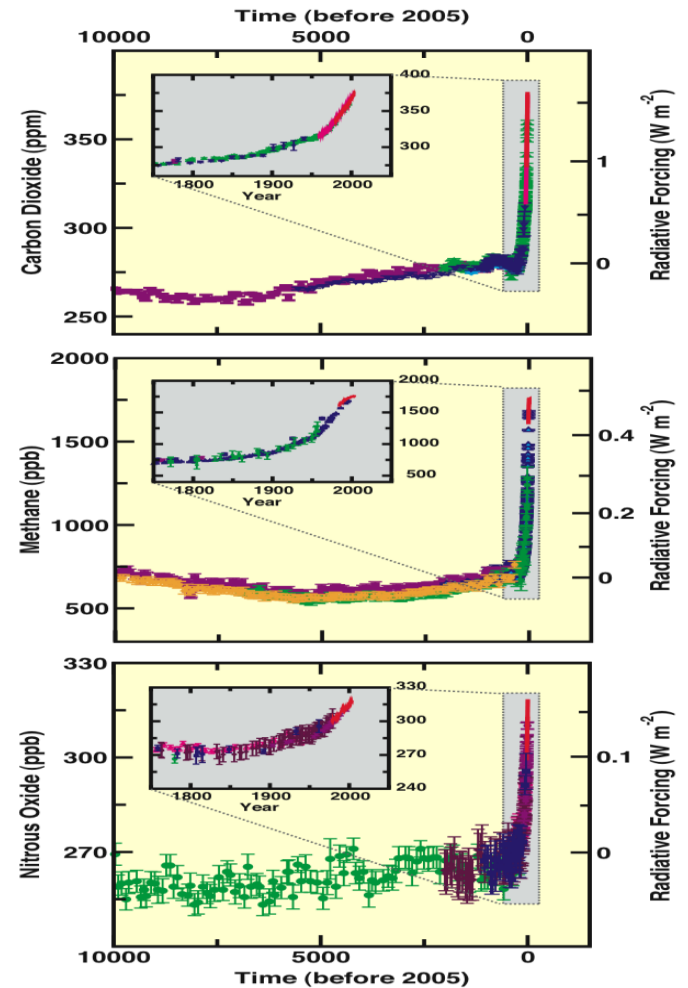 Time (before 2005)
10000 5000 0
Carbon Dioxide (ppm)
350
300
250
400
350
300
1800 1900 2000
Year
1
0
Radiative Forcing (W m-2)
Methane (ppb)
2000
1500
1000
500
2000
1500
1000
500
1800 1900 2000
Year
0.4
0.2
0
Radiative Forcing (W m-2)
Nitrous Oxide (ppb)
330
300
270
330
300
270
240
1800 1900 2000
Year
0.1
0
Radiative Forcing (W m-2)
10000 5000 0
Time (before 2005)